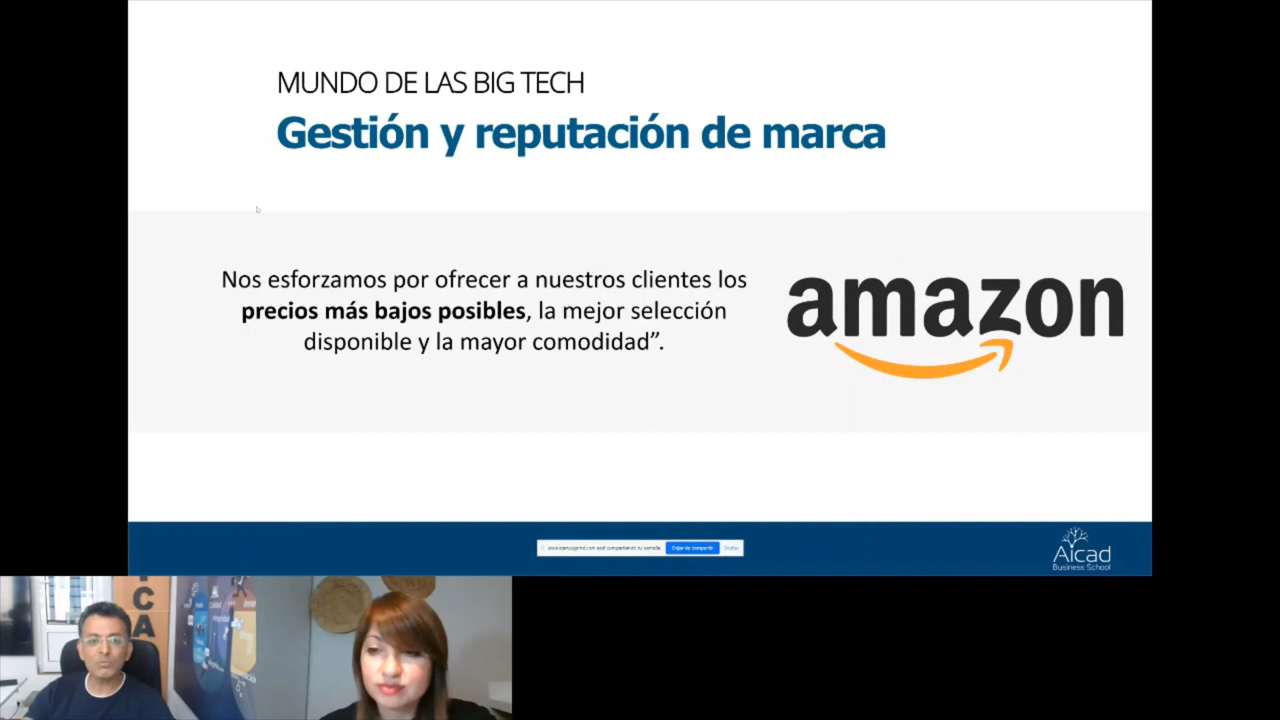 MUNDO DE LAS BIG TECH
Gestión y reputación de marca
Nos esforzamos por ofrecer a nuestros clientes los
precios más bajos posibles, la mejor selección
disponible y la mayor comodidad”.
amazon
Dejar de compartir
Ocultar
Aicad
Business School
CA